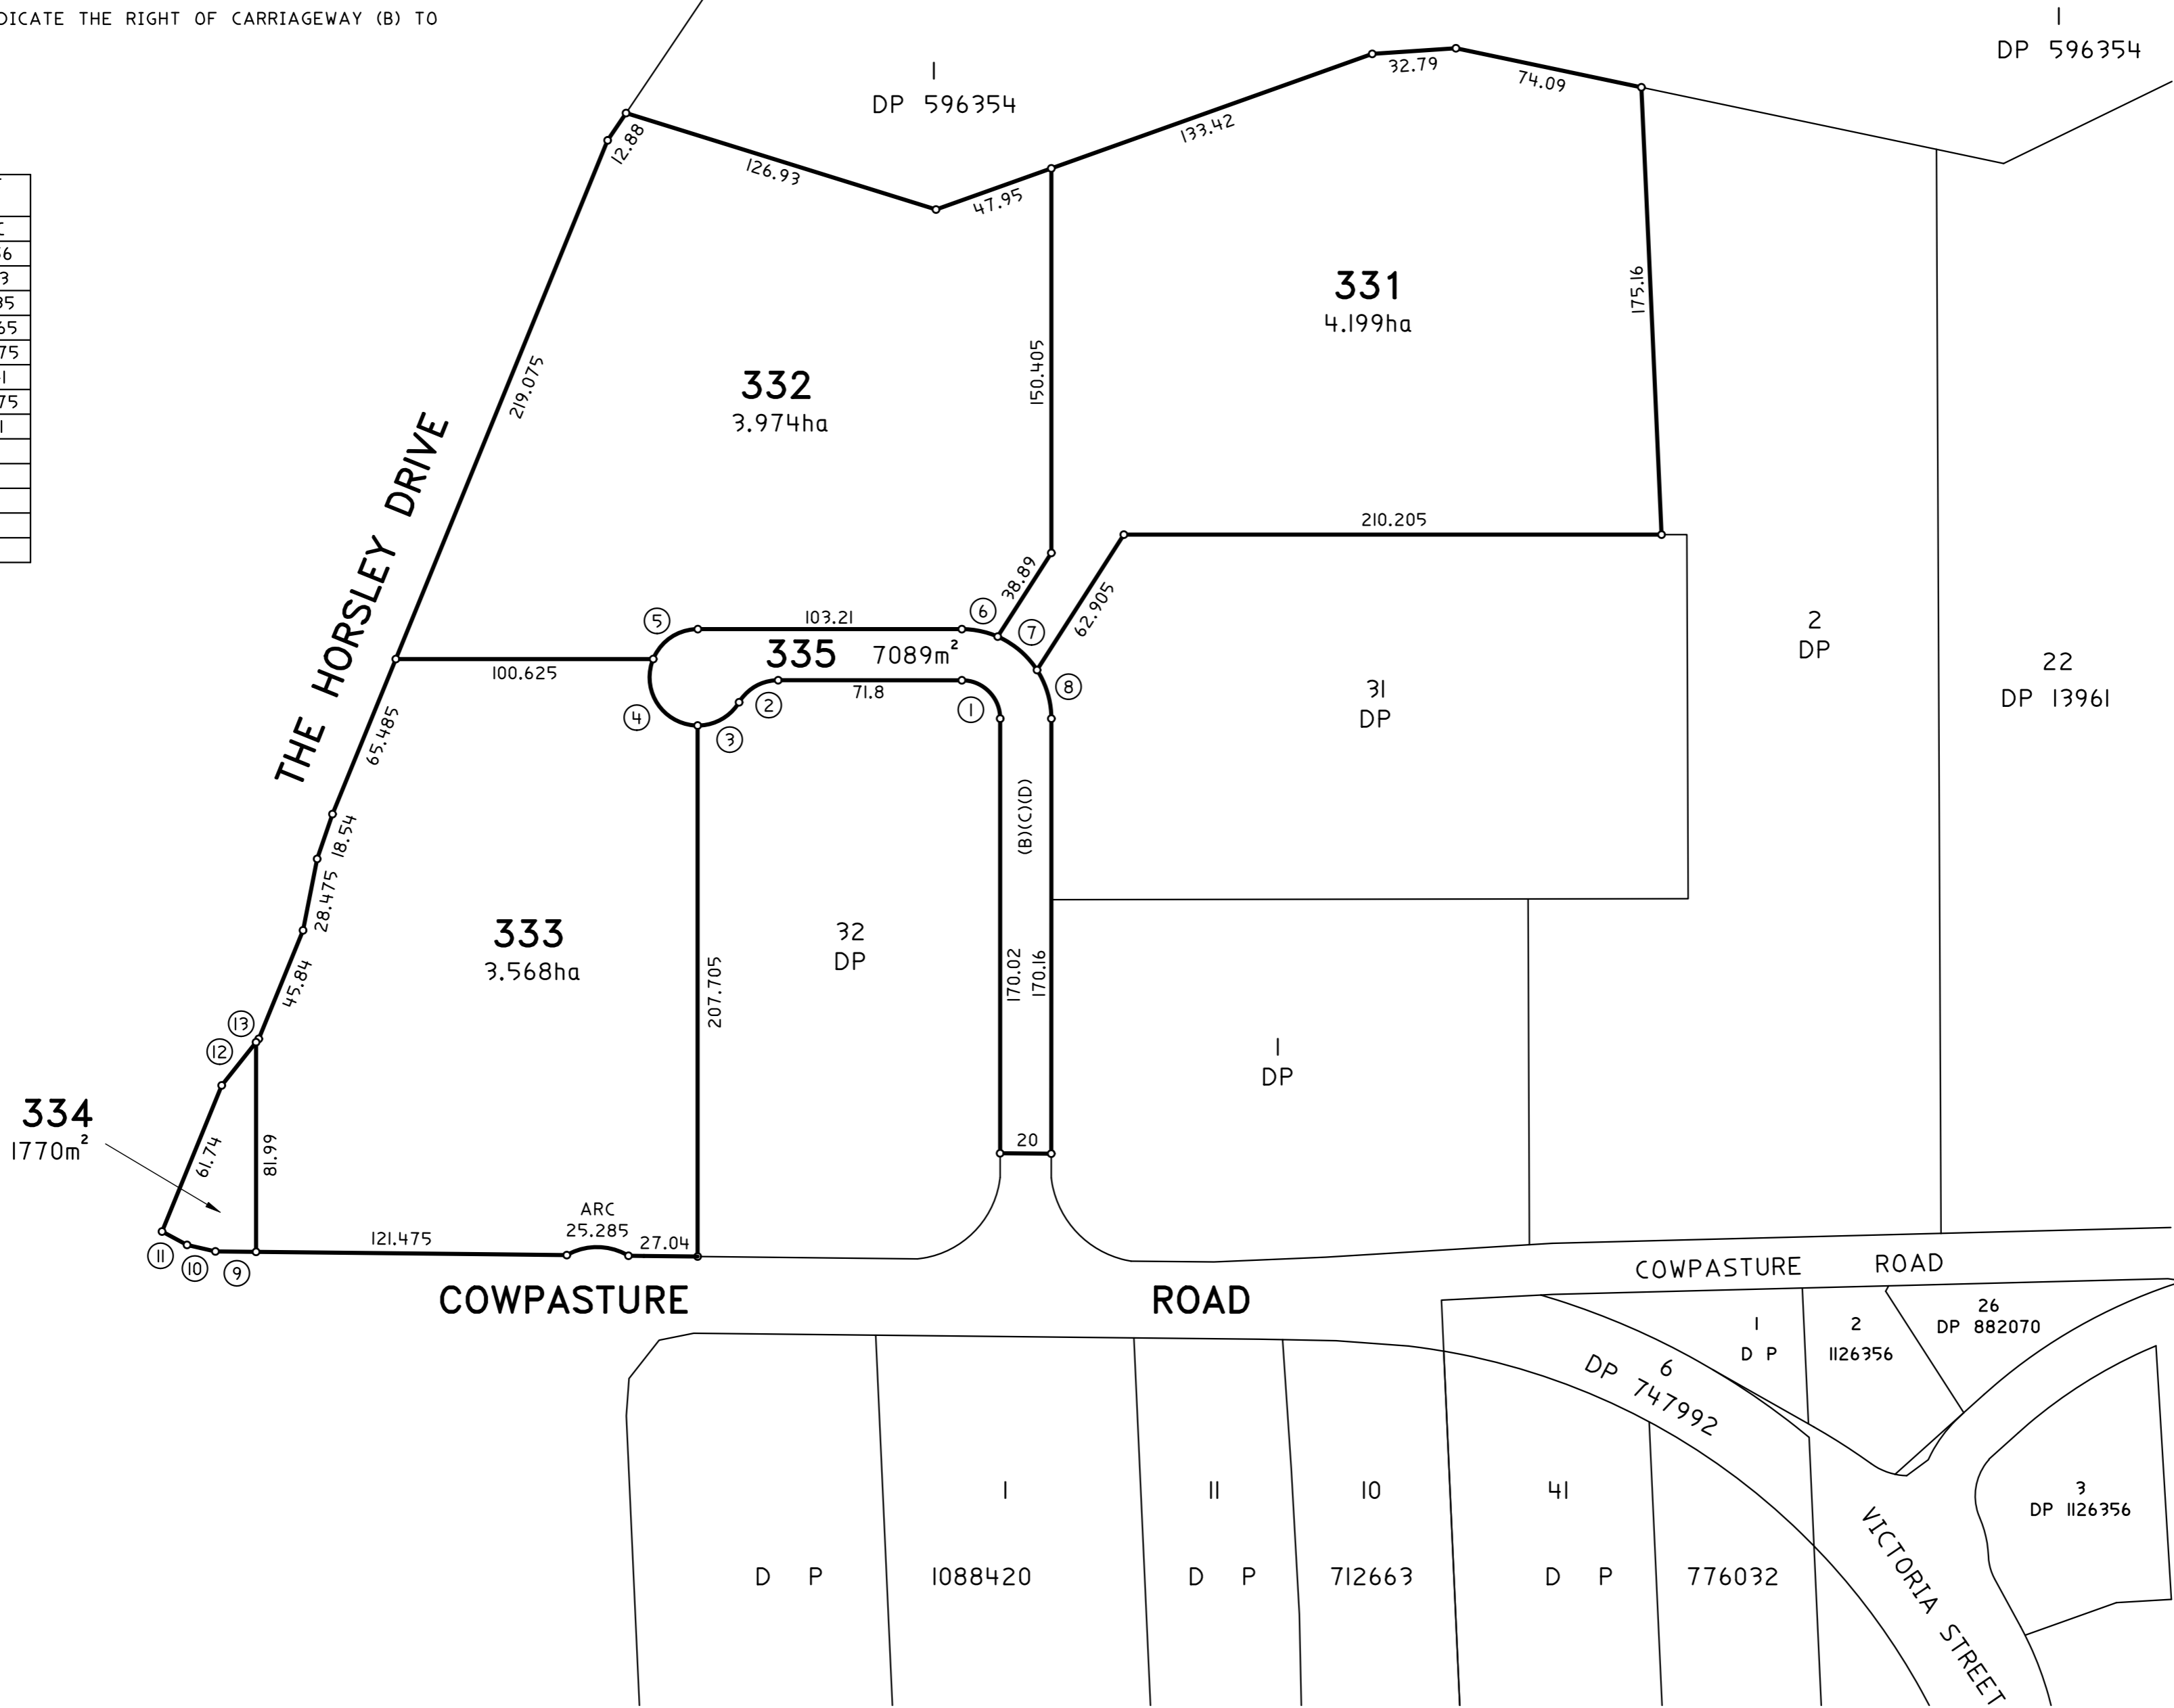 DICATE THE RIGHT OF CARRIAGEWAY (B) TO
1
DP 596354
1
DP 596354
32.79
74.09
133.42
12.88
126.93
47.95
331
4.199ha
175.16
332
3.974ha
150.405
219.075
THE HORSLEY DRIVE
210.205
38.89
62.905
5
103.21
6
7
335 7089m²
100.625
71.8
8
4
2
1
3
31
DP
2
DP
22
DP 13961
65.485
18.54
28.475
45.84
(B)(C)(D)
333
3.568ha
32
DP
207.705
170.02
170.16
1
DP
13
12
334
1770m²
61.74
81.99
20
ARC
25.285
27.04
121.475
11
10
9
COWPASTURE ROAD
COWPASTURE ROAD
1
D P
2
1126356
26
DP 882070
6
DP 747992
3
DP 1126356
1
11
10
41
D P
1088420
D P
712663
D P
776032
VICTORIA STREET